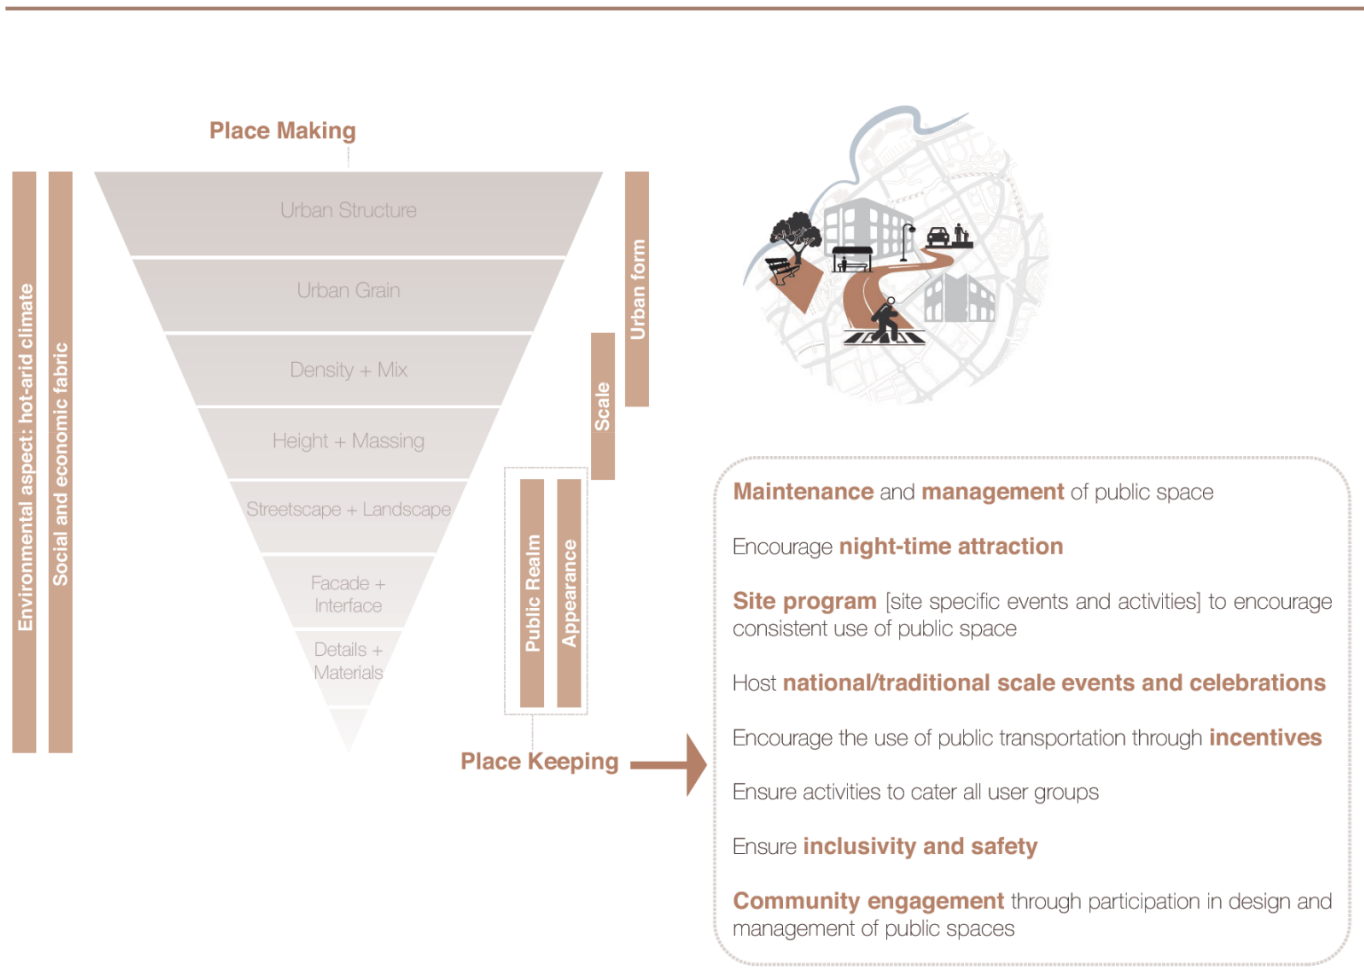 Place Making
Environmental aspect: hot-arid climate
Social and economic fabric
Urban Structure
Urban Grain
Density + Mix
Height + Massing
Streetscape + Landscape
Facade +
Interface
Details +
Materials
Urban form
Scale
Public Realm
Appearance
Place Keeping
Maintenance and management of public space
Encourage night-time attraction
Site program [site specific events and activities] to encourage
consistent use of public space
Host national/traditional scale events and celebrations
Encourage the use of public transportation through incentives
Ensure activities to cater all user groups
Ensure inclusivity and safety
Community engagement through participation in design and
management of public spaces